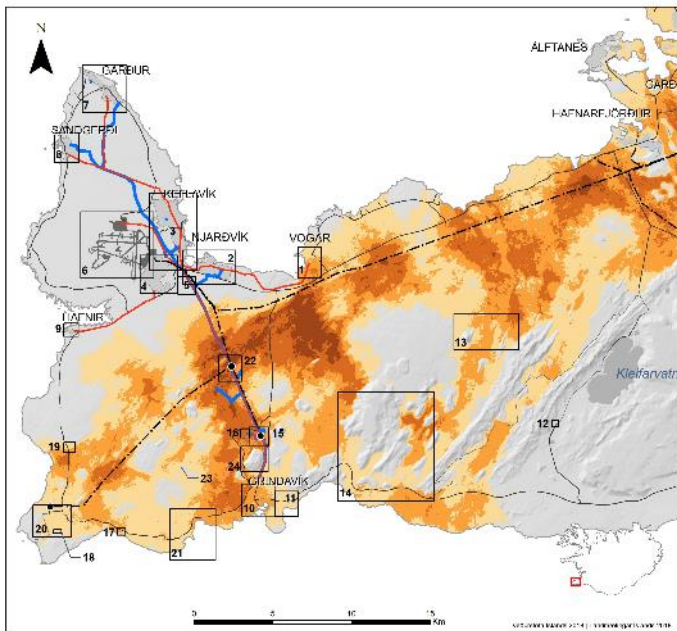 N
ÁLFTANES
GARÐUR
7
HAFNARFJÖRÐUR
SANDGERÐI
8
KEFLAVÍK
3
NJARÐVÍK
VOGAR
6
2
1
4
5
HAFNIR
9
13
22
Kleifarvatn
12
16
15
19
24
23
GRINDAVÍK
14
11
10
20
17
21
18
0
5
10
15
Km